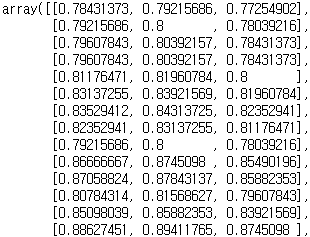 array([[0.78431373, 0.79215686, 0.77254902],
       [0.79215686, 0.8       , 0.78039216],
       [0.79607843, 0.80392157, 0.78431373],
       [0.79607843, 0.80392157, 0.78431373],
       [0.81176471, 0.81960784, 0.8       ],
       [0.83137255, 0.83921569, 0.81960784],
       [0.83529412, 0.84313725, 0.82352941],
       [0.82352941, 0.83137255, 0.81176471],
       [0.79215686, 0.8       , 0.78039216],
       [0.86666667, 0.8745098 , 0.85490196],
       [0.87058824, 0.87843137, 0.85882353],
       [0.80784314, 0.81568627, 0.79607843],
       [0.85098039, 0.85882353, 0.83921569],
       [0.88627451, 0.89411765, 0.8745098 ],